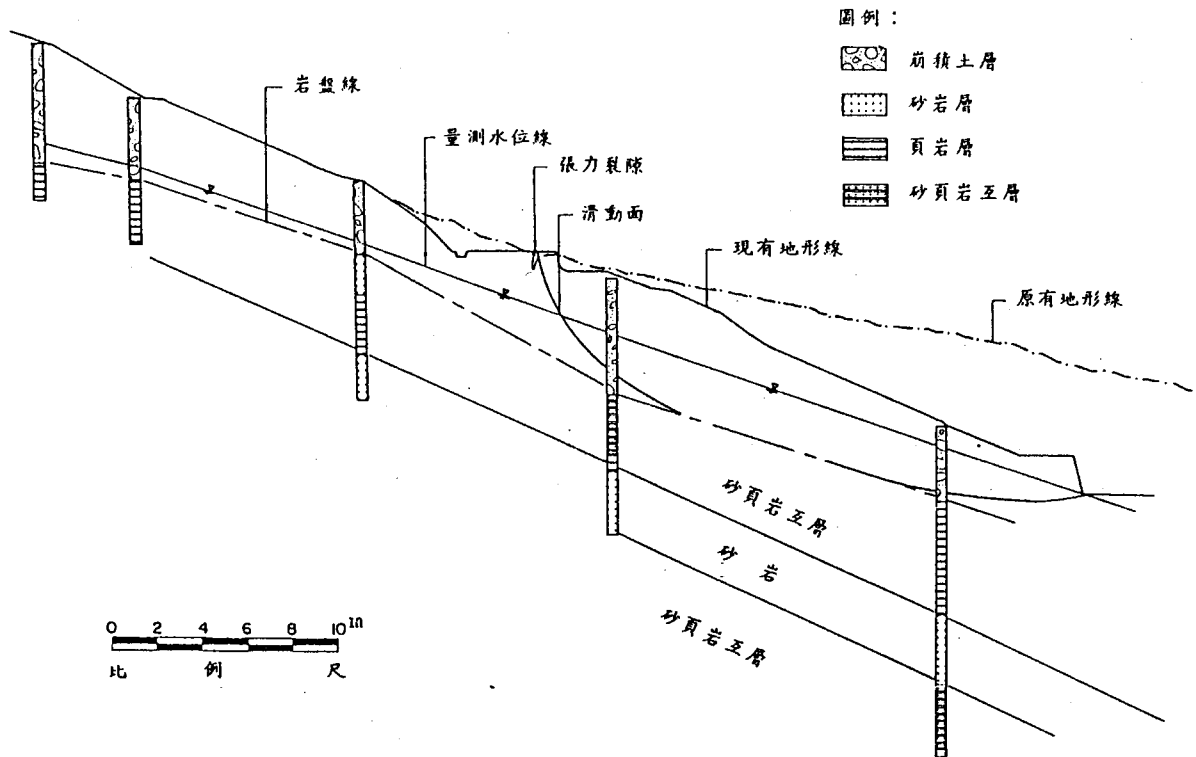 圖例：
崩積土層
砂岩層
頁岩層
砂頁岩互層
岩盤線
量測水位線
張力裂隙
滑動面
現有地形線
原有地形線
砂頁岩互層
砂岩
砂頁岩互層
0 2 4 6 8 10 m
比例尺